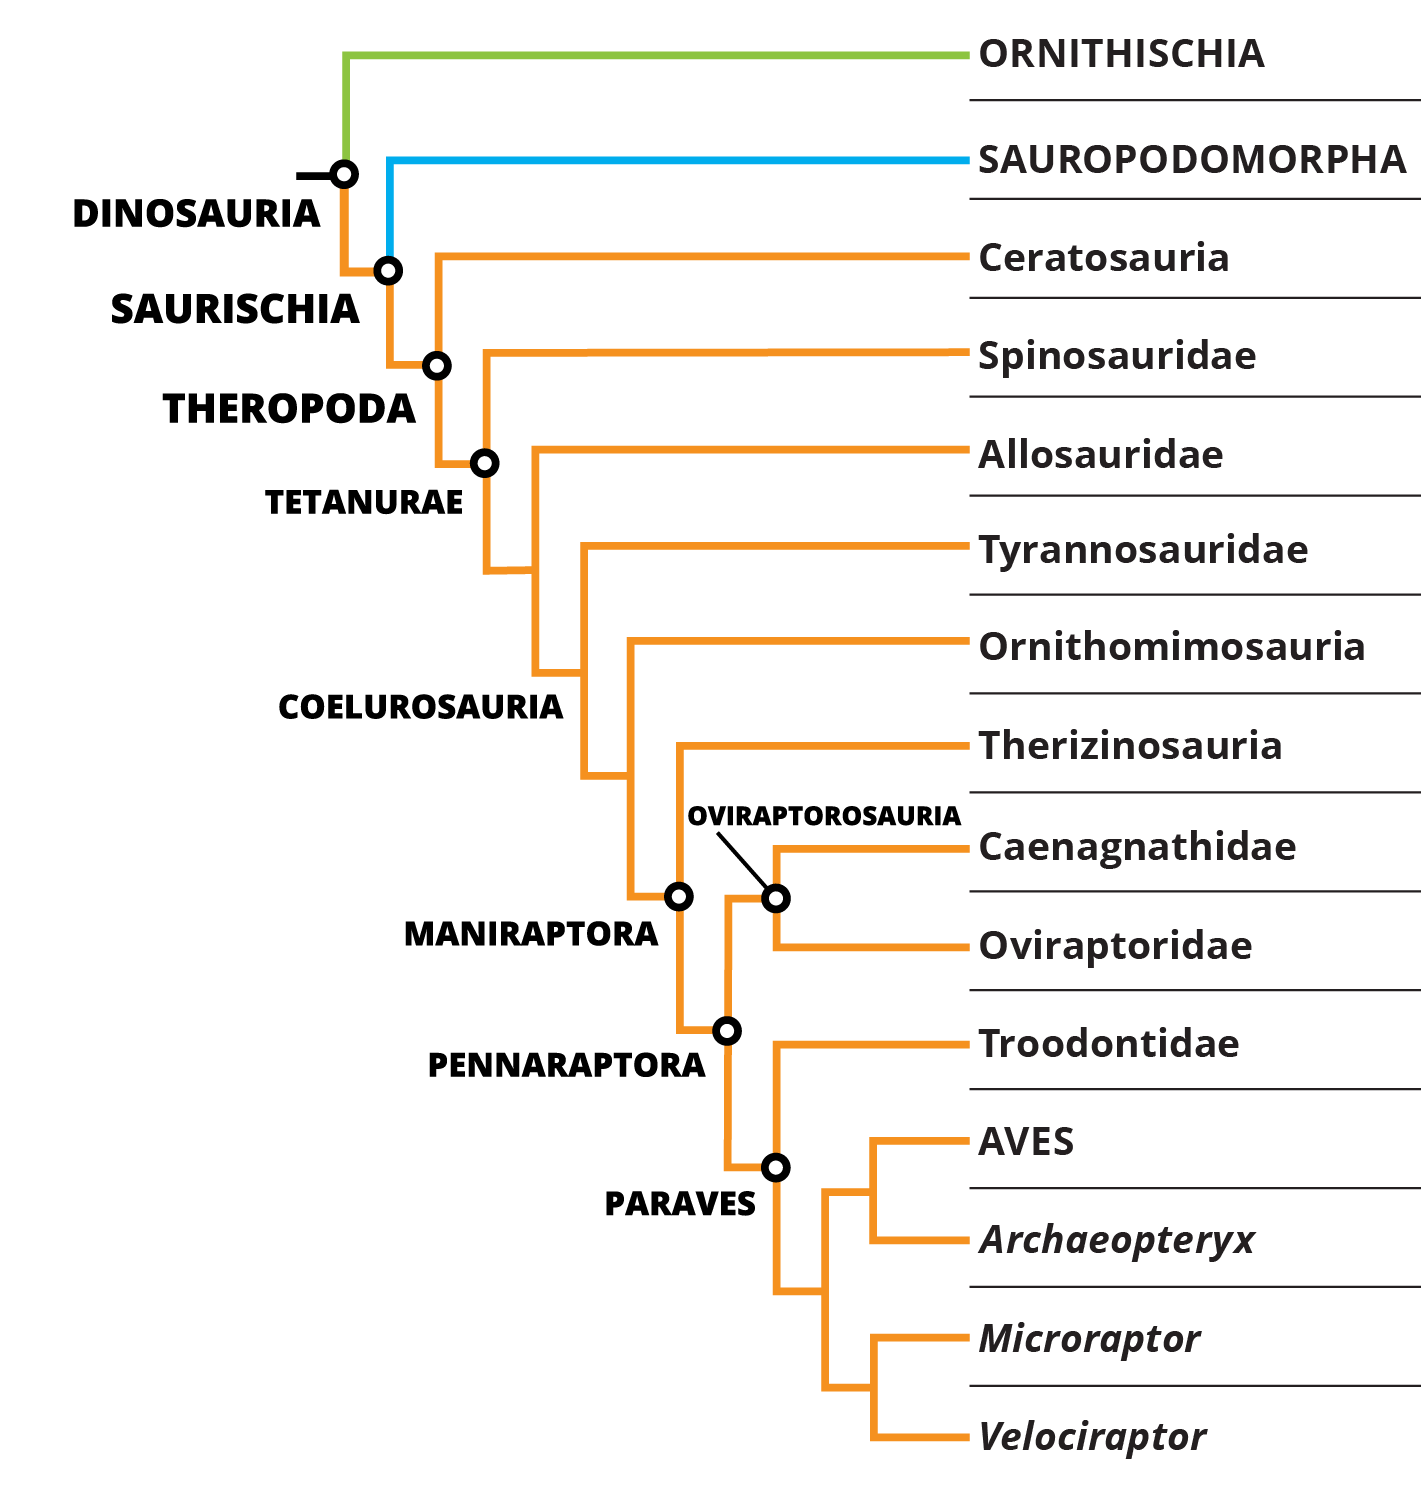 ORNITHISCHIA
SAUROPODOMORPHA
DINOSAURIA
Ceratosauria
SAURISCHIA
Spinosauridae
THEROPODA
Allosauridae
TETANURAE
Tyrannosauridae
Ornithomimosauria
COELUROSAURIA
Therizinosauria
OVIRAPTOROSAURIA
Caenagnathidae
MANIRAPTORA
Oviraptoridae
Troodontidae
PENNARAPTORA
AVES
PARAVES
Archaeopteryx
Microraptor
Velociraptor